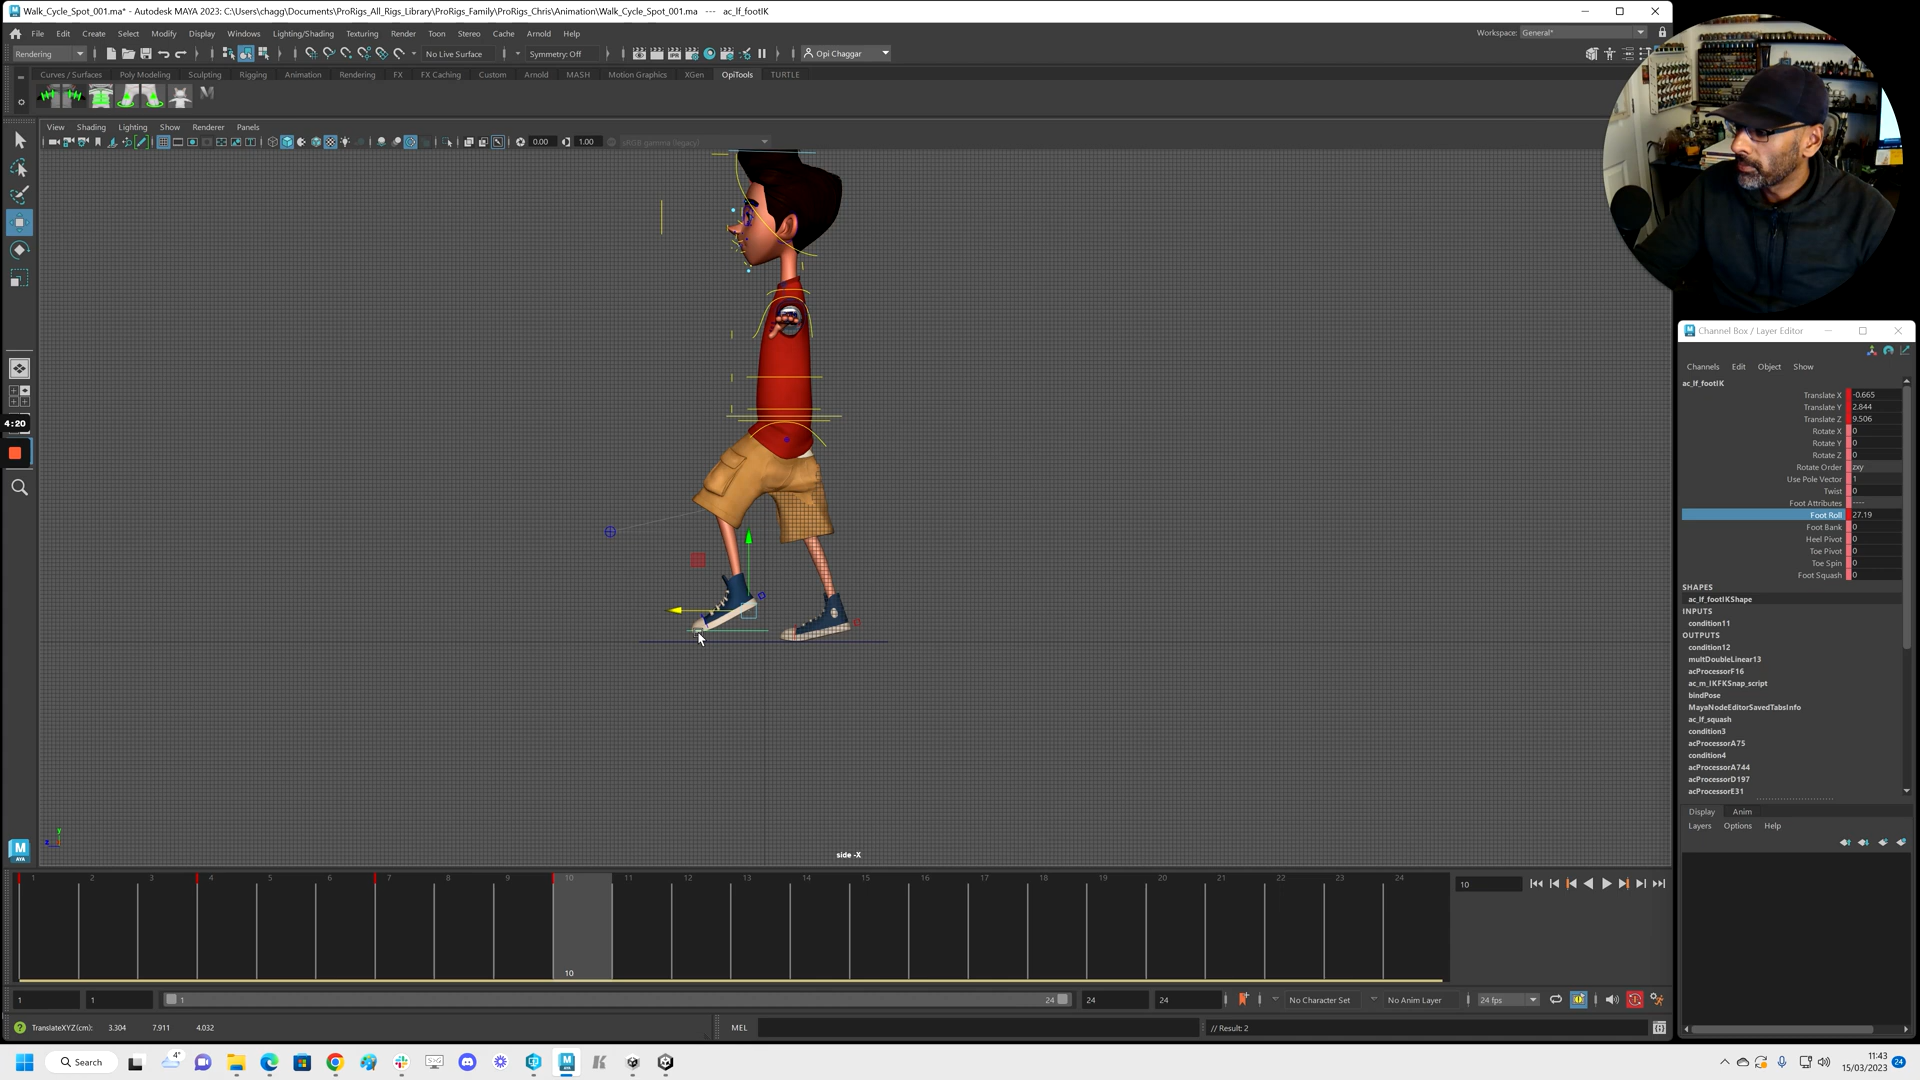 Walk_Cycle_Spot_001.ma* - Autodesk MAYA 2023: C:\Users\chagg\Documents\ProRigs_All_Rigs_Library\ProRigs_Family\ProRigs_Chris\Animation\Walk_Cycle_Spot_001.ma --- ac_lf_footIK
File Edit Create Select Modify Display Windows Lighting/Shading Texturing Render Toon Stereo Cache Arnold Help
Workspace: General*
Rendering No Live Surface Symmetry: Off Opi Chaggar
Curves / Surfaces Poly Modeling Sculpting Rigging Animation Rendering FX FX Caching Custom Arnold MASH Motion Graphics XGen OpiTools TURTLE
View Shading Lighting Show Renderer Panels
0.00 1.00 sRGB gamma (legacy)
4:20
side -X
Channel Box / Layer Editor
Channels Edit Object Show
ac_lf_footIK
Translate X -0.665
Translate Y 2.844
Translate Z 9.506
Rotate X 0
Rotate Y 0
Rotate Z 0
Rotate Order zxy
Use Pole Vector 1
Twist 0
Foot Attributes ----
Foot Roll 27.19
Foot Bank 0
Heel Pivot 0
Toe Pivot 0
Toe Spin 0
Foot Squash 0
SHAPES
ac_lf_footIKShape
INPUTS
condition11
OUTPUTS
condition12
multDoubleLinear13
acProcessorF16
ac_m_IKFKSnap_script
bindPose
MayaNodeEditorSavedTabsInfo
ac_lf_squash
condition3
acProcessorA75
condition4
acProcessorA744
acProcessorD197
acProcessorE31
Display Anim
Layers Options Help
1 2 3 4 5 6 7 8 9 10 11 12 13 14 15 16 17 18 19 20 21 22 23 24
10
10
1 1 1 24 24 24 No Character Set No Anim Layer 24 fps
TranslateXYZ(cm): 3.304 7.911 4.032
MEL // Result: 2
Search 4°
11:43
15/03/2023
24
M
AYA